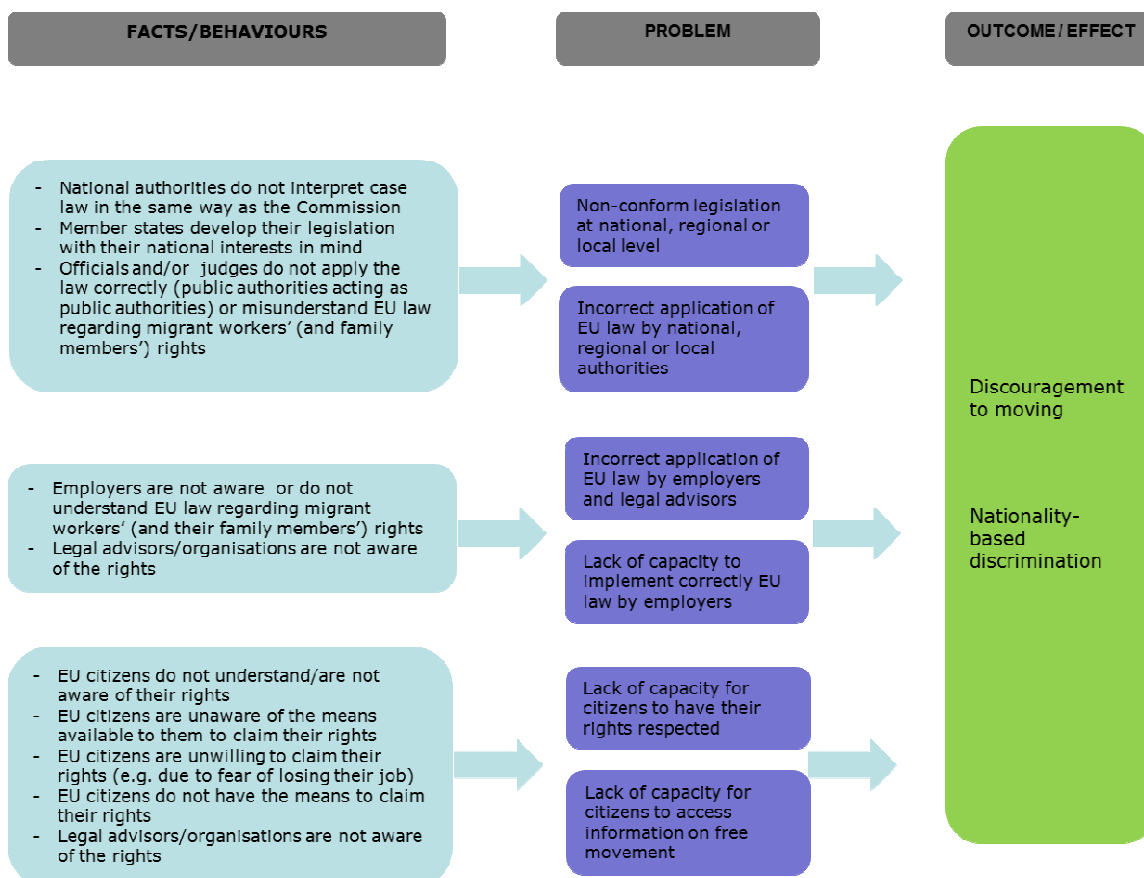 FACTS/BEHAVIOURS
PROBLEM
OUTCOME/EFFECT
- National authorities do not interpret case
law in the same way as the Commission
- Member states develop their legislation
with their national interests in mind
- Officials and/or judges do not apply the
law correctly (public authorities acting as
public authorities) or misunderstand EU law
regarding migrant workers’ (and family
members’) rights
Non-conform legislation
at national, regional or
local level
Incorrect application of
EU law by national,
regional or local
authorities
- Employers are not aware or do not
understand EU law regarding migrant
workers’ (and their family members’) rights
- Legal advisors/organisations are not aware
of the rights
Incorrect application of
EU law by employers
and legal advisors
Lack of capacity to
implement correctly EU
law by employers
- EU citizens do not understand/are not
aware of their rights
- EU citizens are unaware of the means
available to them to claim their rights
- EU citizens are unwilling to claim their
rights (e.g. due to fear of losing their job)
- EU citizens do not have the means to claim
their rights
- Legal advisors/organisations are not aware
of the rights
Lack of capacity for
citizens to have their
rights respected
Lack of capacity for
citizens to access
information on free
movement
Discouragement
to moving
Nationality-
based
discrimination